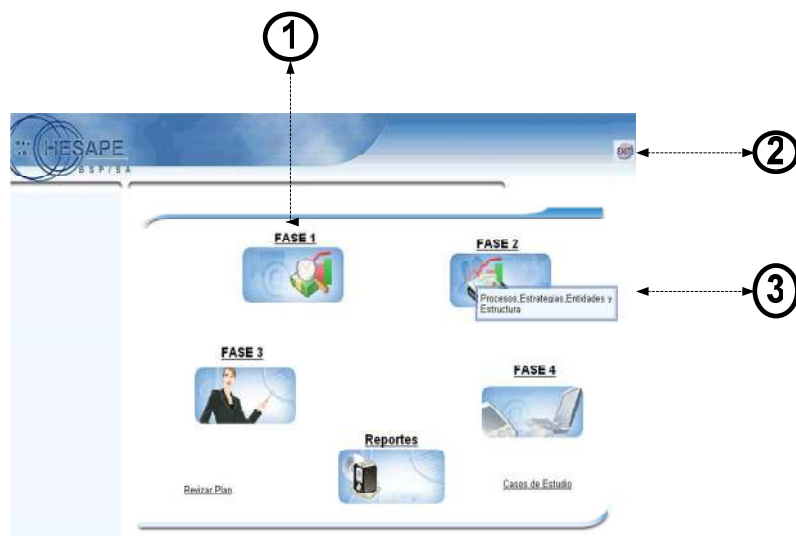 1
HESAPE
BSP/SA
EXIT
2
FASE 1
FASE 2
Procesos,Estrategias,Entidades y
Estructura
3
FASE 3
FASE 4
Reportes
Revizar Plan
Casos de Estudio